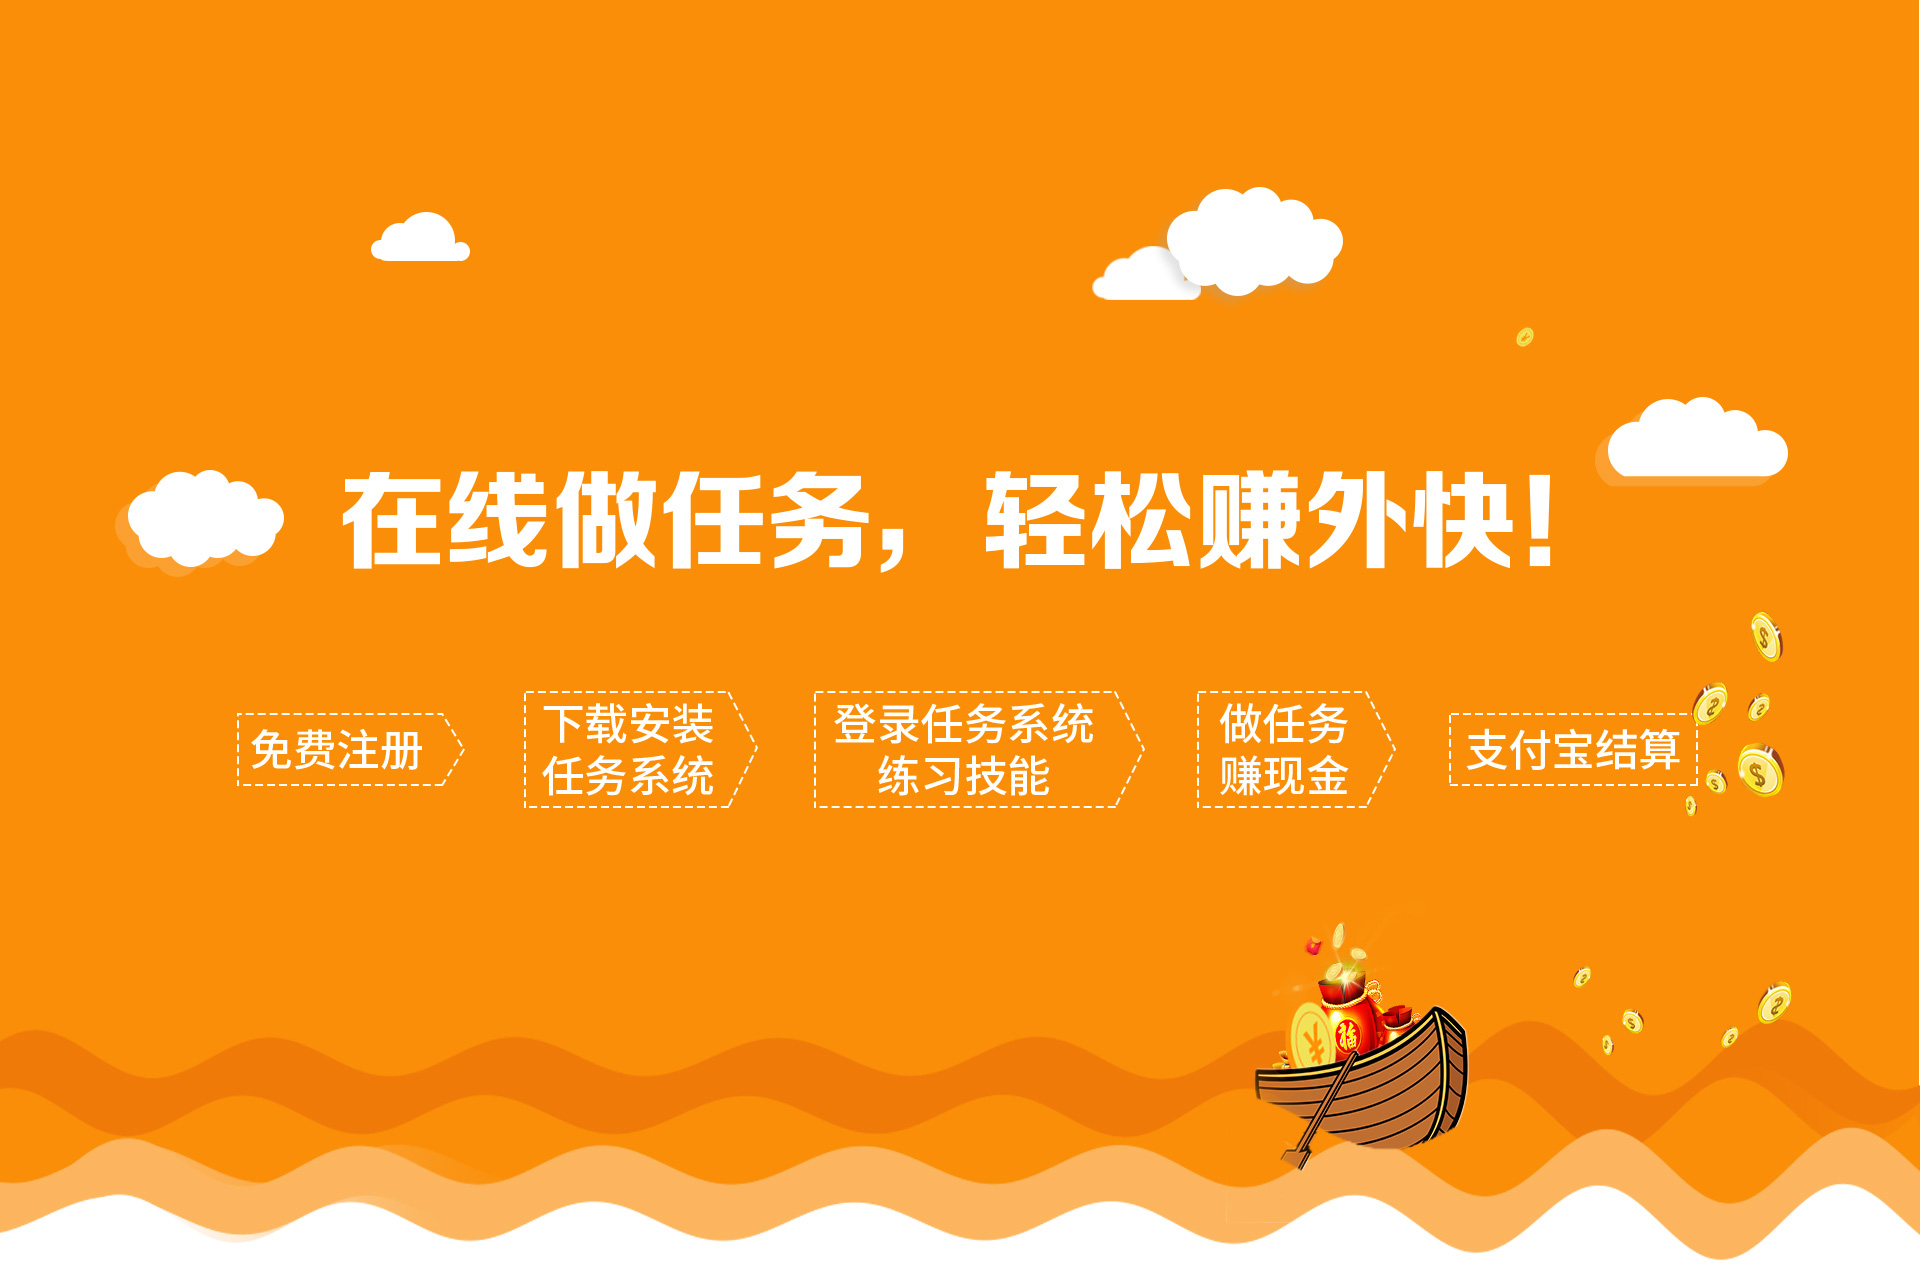 在线做任务，轻松赚外快！
免费注册
下载安装
任务系统
登录任务系统
练习技能
做任务
赚现金
支付宝结算
福
¥